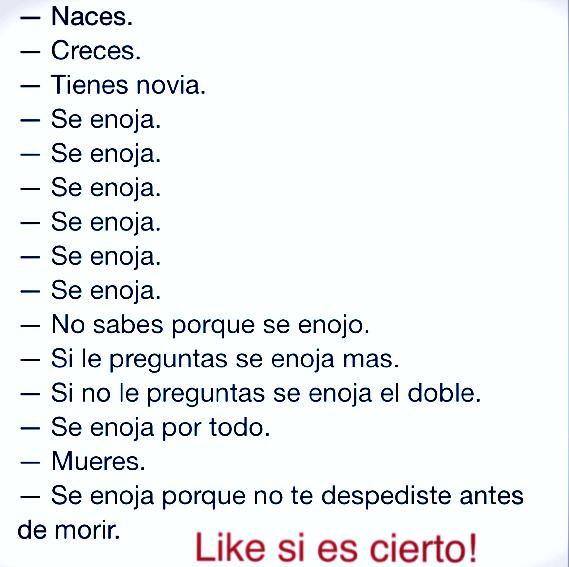 — Naces.
— Creces.
— Tienes novia.
— Se enoja.
— Se enoja.
— Se enoja.
— Se enoja.
— Se enoja.
— Se enoja.
— No sabes porque se enojo.
— Si le preguntas se enoja mas.
— Si no le preguntas se enoja el doble.
— Se enoja por todo.
— Mueres.
— Se enoja porque no te despediste antes
de morir.
Like si es cierto!